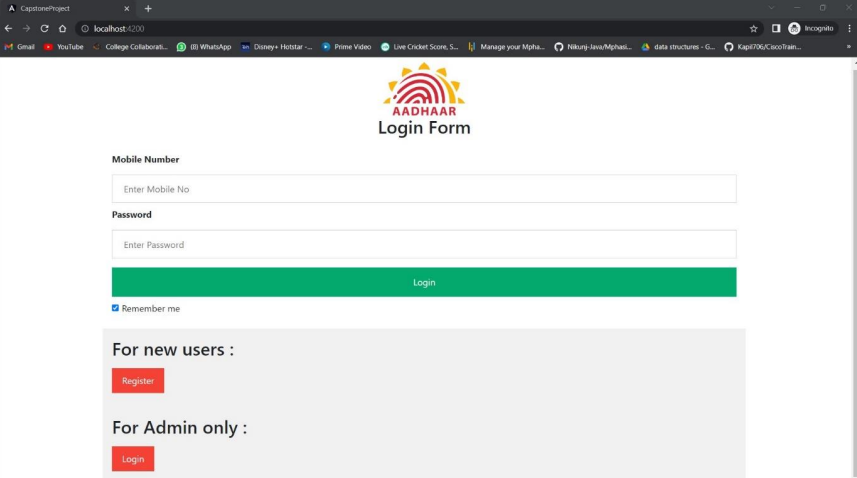 CapstoneProject
localhost:4200
Incognito
Gmail YouTube College Collaborati... (8) WhatsApp Disney+ Hotstar -... Prime Video Live Cricket Score, S... Manage your Mpha... Nikunj-Java/Mphasi... data structures - G... Kapil706/CiscoTrain...
AADHAAR
Login Form
Mobile Number
Enter Mobile No
Password
Enter Password
Login
Remember me
For new users :
Register
For Admin only :
Login